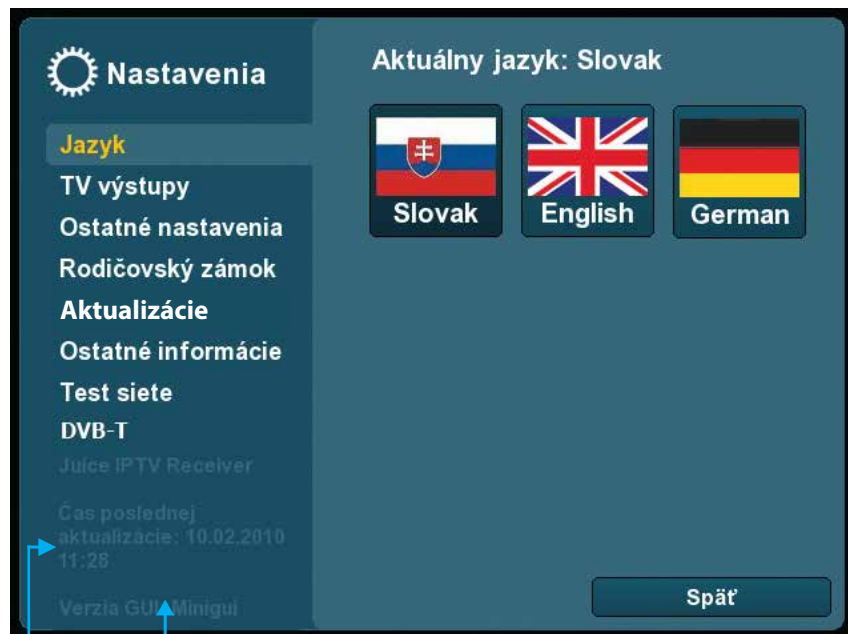 Nastavenia
Jazyk
TV výstupy
Ostatné nastavenia
Rodičovský zámok
Aktualizácie
Ostatné informácie
Test siete
DVB-T
Juice IPTV Receiver
Čas poslednej
aktualizácie: 10.02.2010
11:28
Verzia GUI: Minigui
Aktuálny jazyk: Slovak
Slovak
English
German
Späť